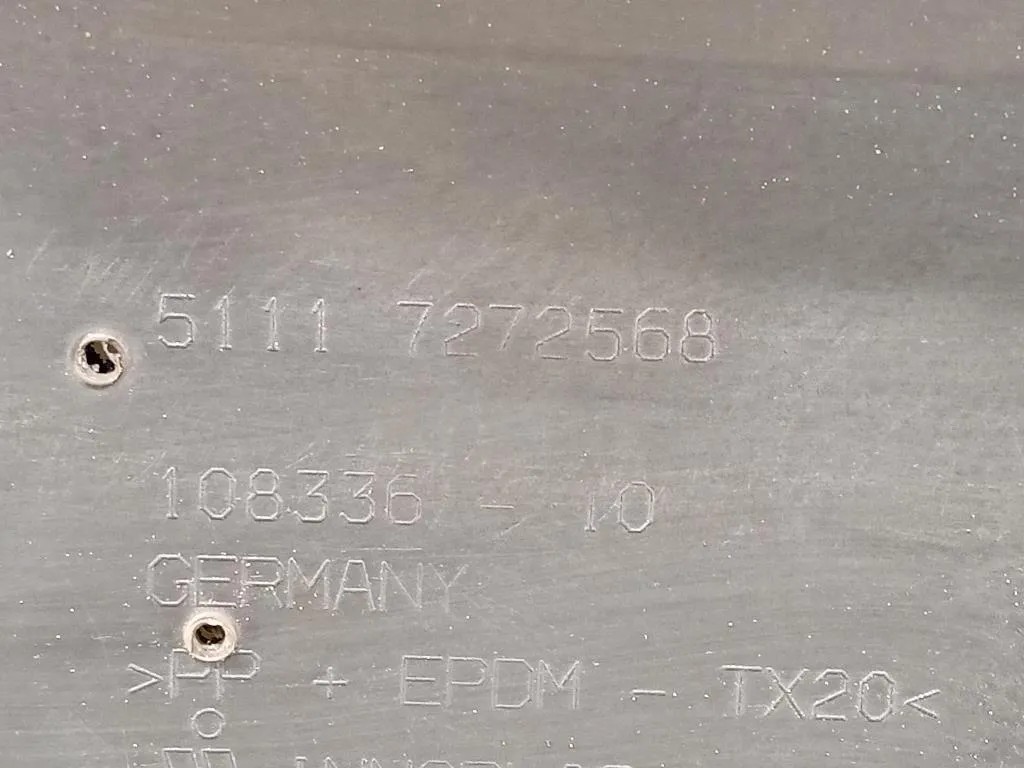 5111 7272568
108336 - 10
GERMANY
>PP + EPDM - TX20<